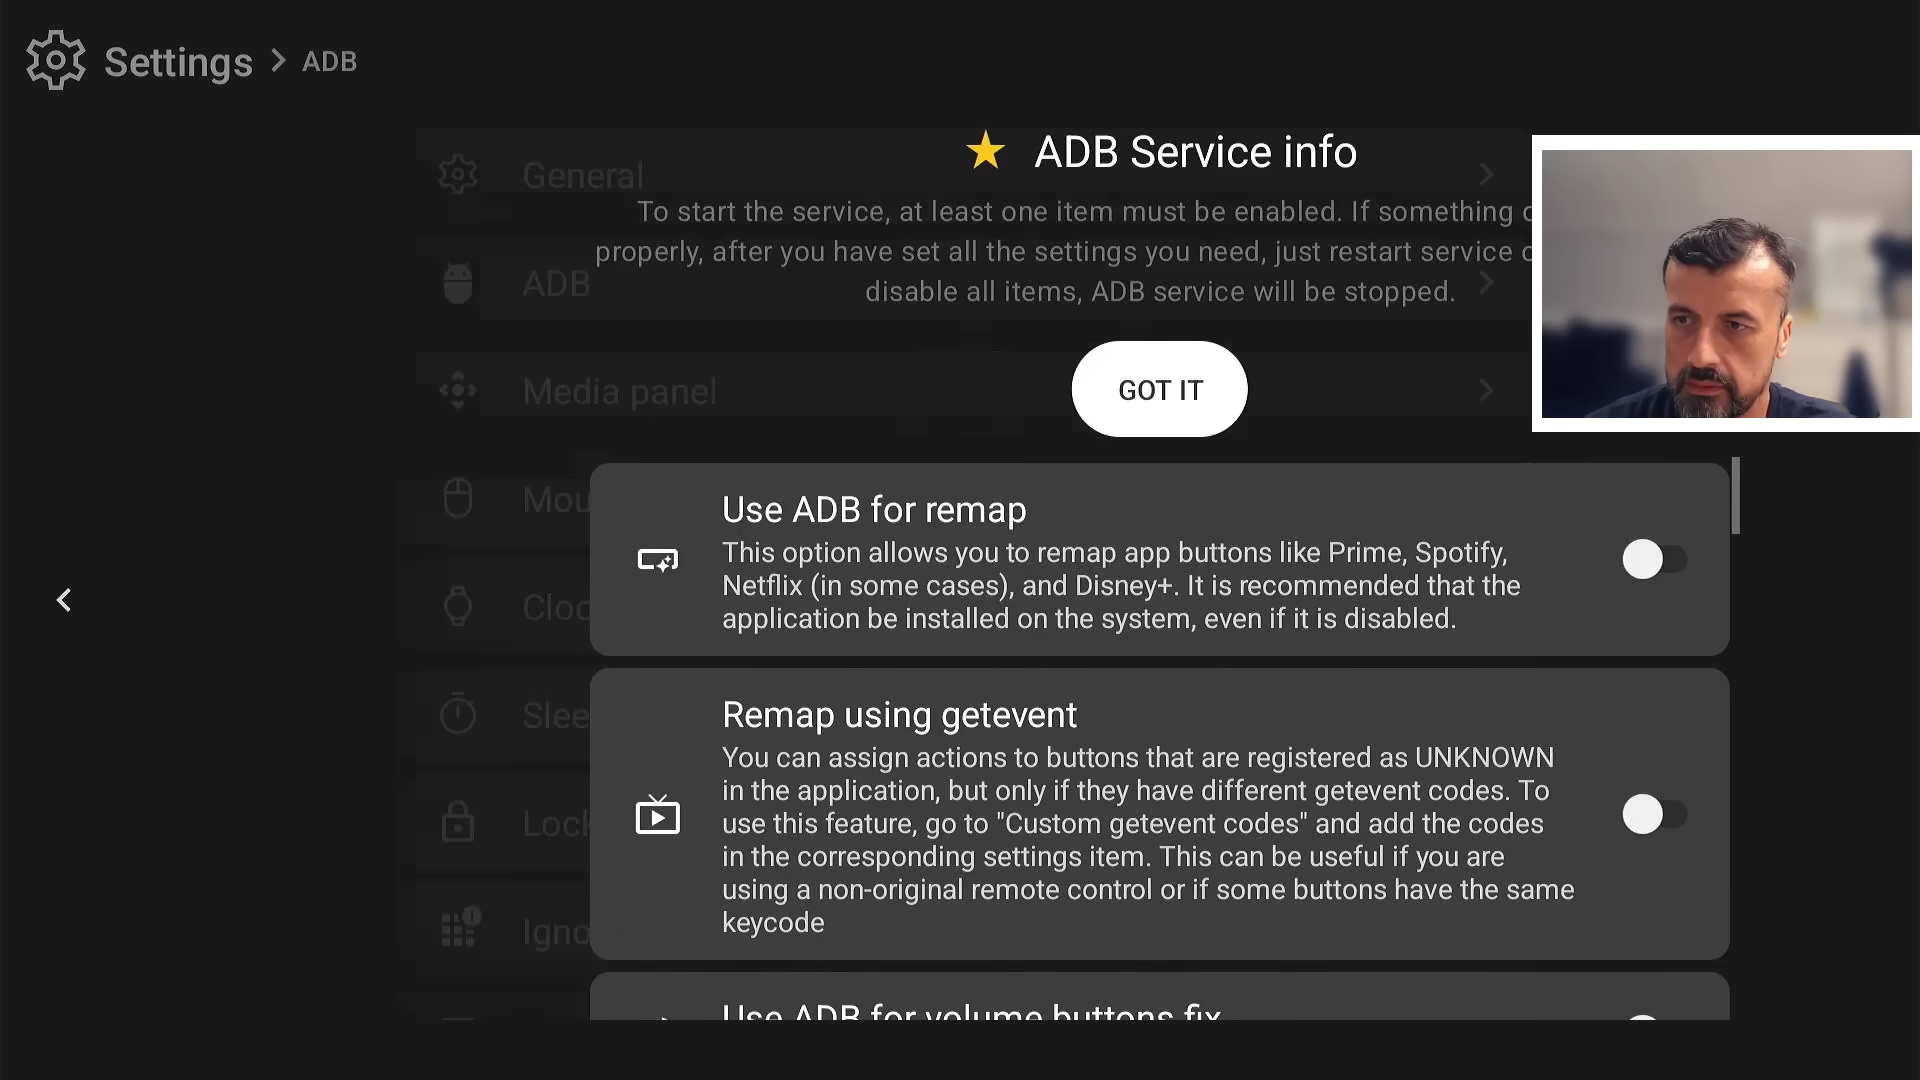 Settings > ADB
General
ADB Service info
To start the service, at least one item must be enabled. If something
ADB
properly, after you have set all the settings you need, just restart service
disable all items, ADB service will be stopped.
Media panel
GOT IT
Use ADB for remap
This option allows you to remap app buttons like Prime, Spotify,
Netflix (in some cases), and Disney+. It is recommended that the
application be installed on the system, even if it is disabled.
Remap using getevent
You can assign actions to buttons that are registered as UNKNOWN
in the application, but only if they have different getevent codes. To
use this feature, go to "Custom getevent codes" and add the codes
in the corresponding settings item. This can be useful if you are
using a non-original remote control or if some buttons have the same
keycode
Use ADB for volume buttons fix